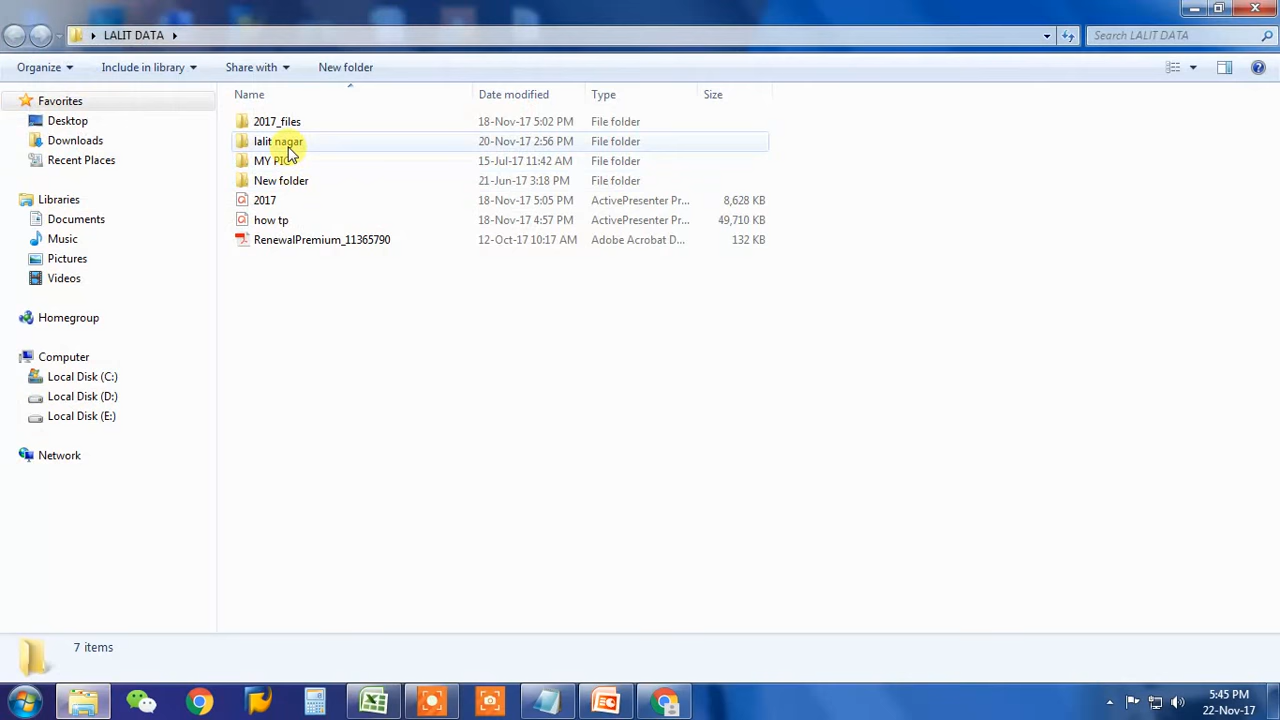 LALIT DATA
Search LALIT DATA
Organize Include in library Share with New folder
Name Date modified Type Size
Favorites
Desktop
Downloads
Recent Places
Libraries
Documents
Music
Pictures
Videos
Homegroup
Computer
Local Disk (C:)
Local Disk (D:)
Local Disk (E:)
Network
2017_files 18-Nov-17 5:02 PM File folder
lalit nagar 20-Nov-17 2:56 PM File folder
MY PIC 15-Jul-17 11:42 AM File folder
New folder 21-Jun-17 3:18 PM File folder
2017 18-Nov-17 5:05 PM ActivePresenter Pr... 8,628 KB
how tp 18-Nov-17 4:57 PM ActivePresenter Pr... 49,710 KB
RenewalPremium_11365790 12-Oct-17 10:17 AM Adobe Acrobat D... 132 KB
7 items
5:45 PM
22-Nov-17